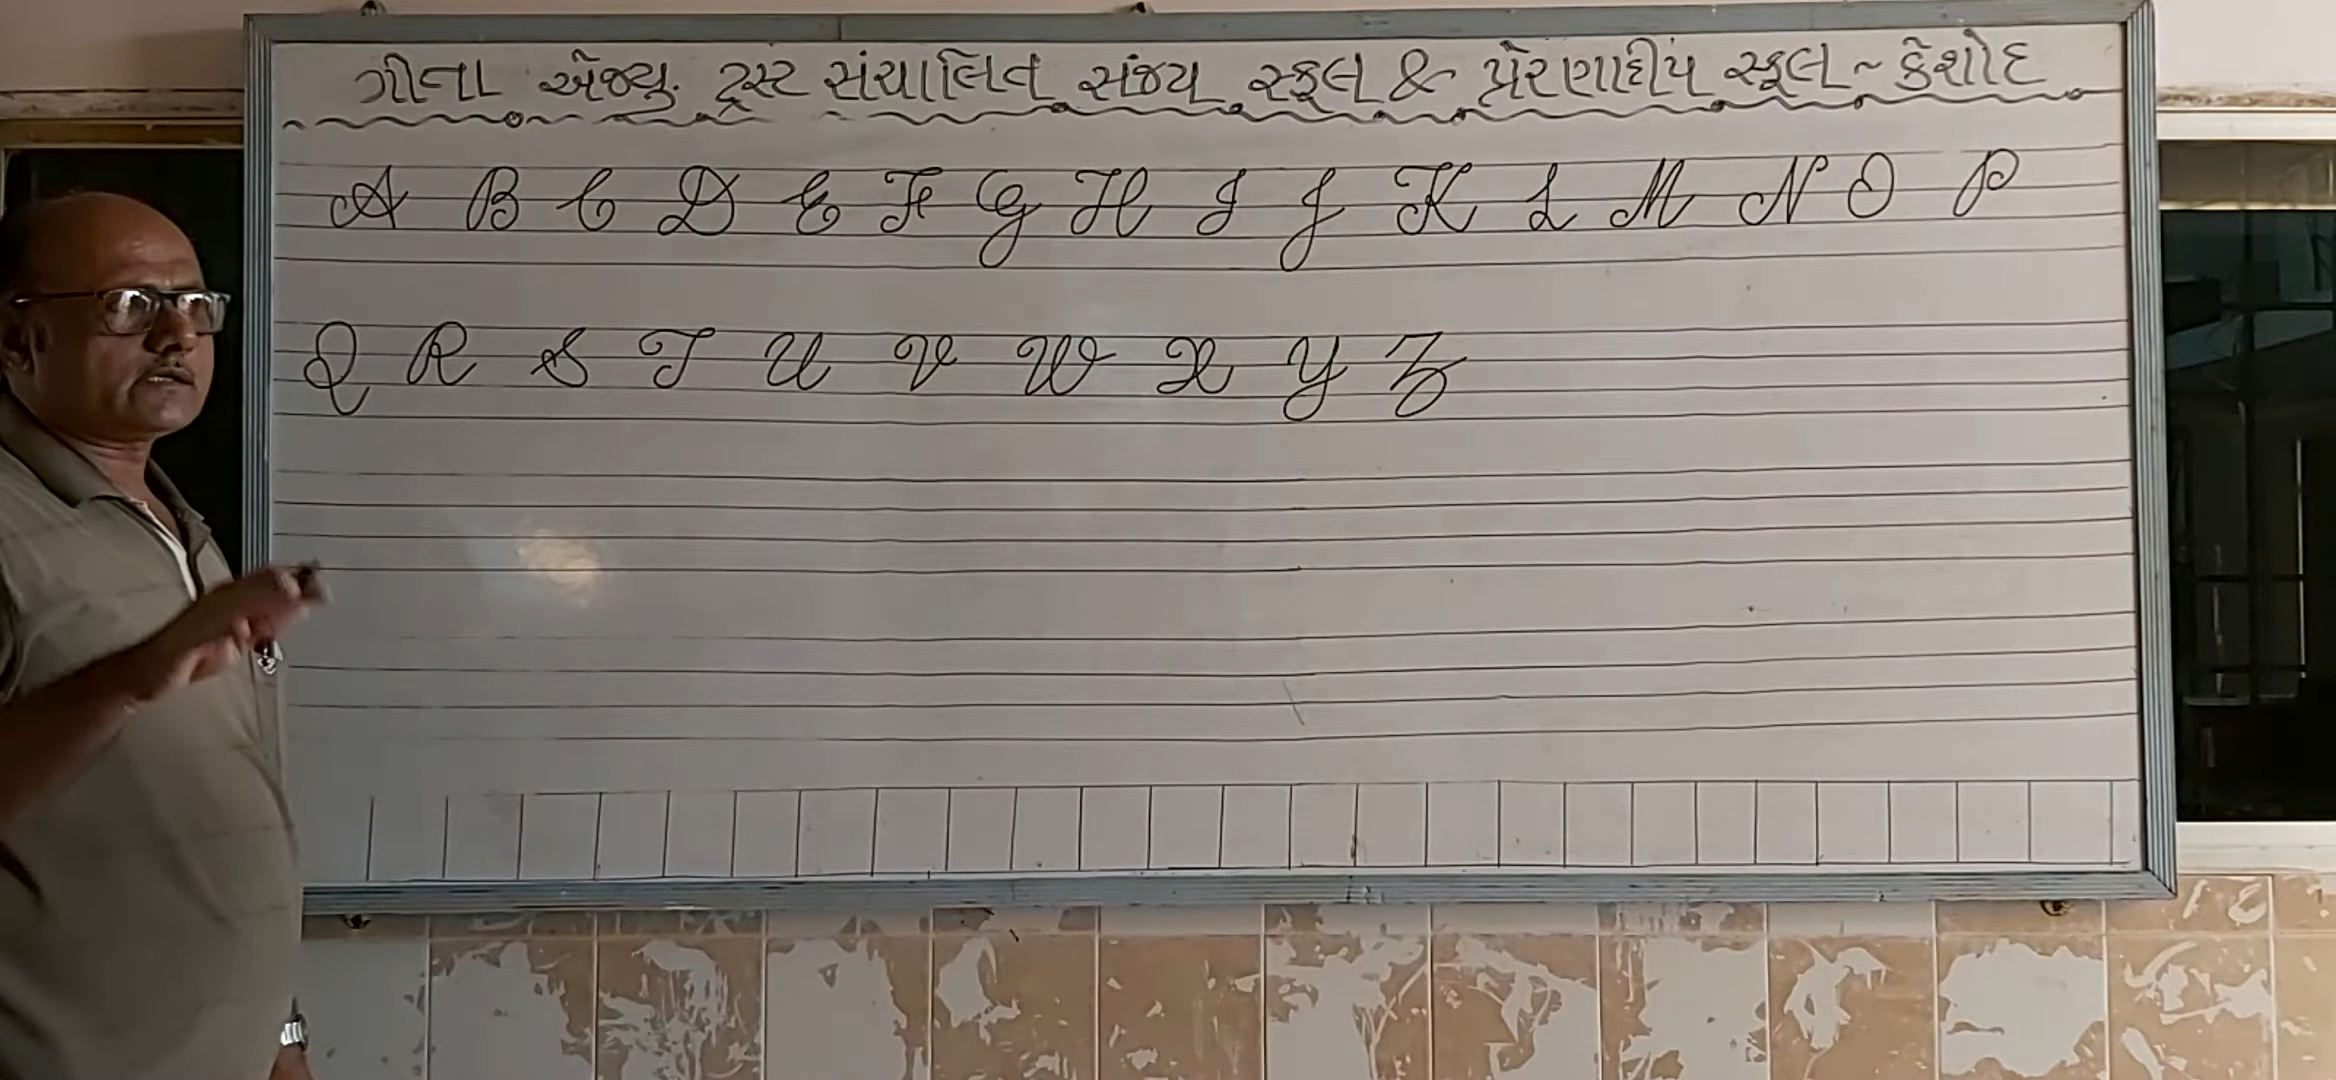 ગીતા એજ્યુ. ટ્રસ્ટ સંચાલિત સંજય સ્કૂલ & પ્રેરણાદીપ સ્કૂલ ~ કેશોદ
A B C D E F G H I J K L M N O P
Q R S T U V W X Y Z